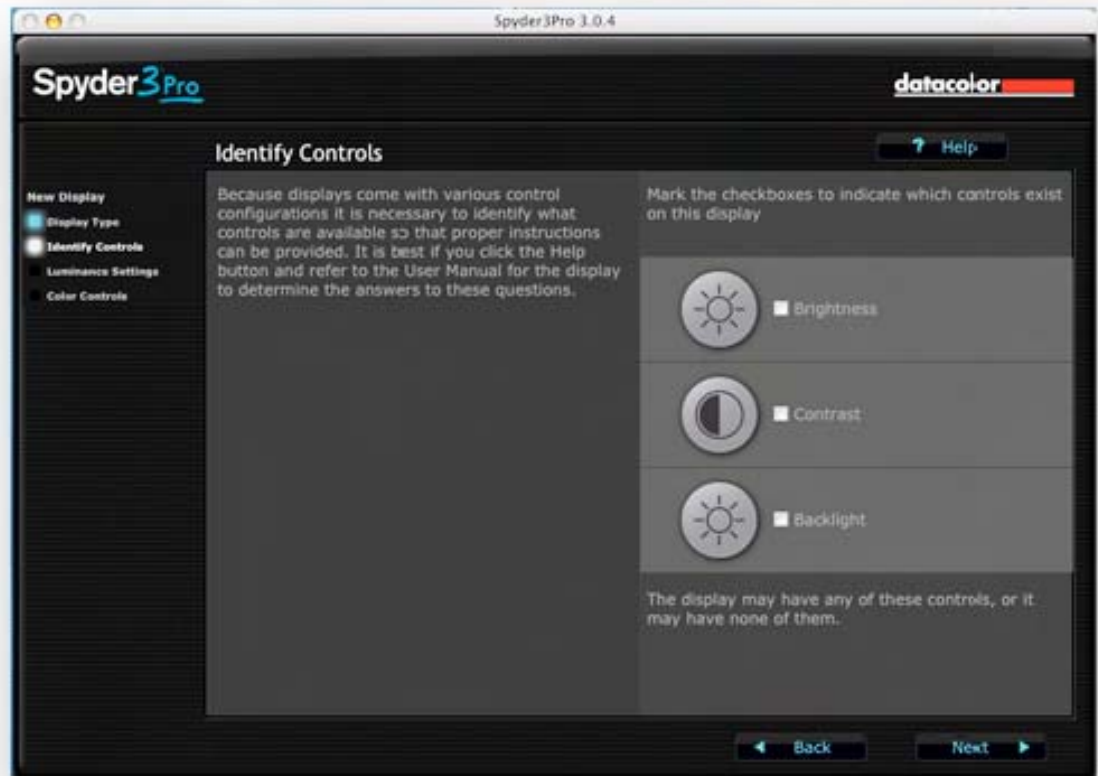 Spyder3Pro 3.0.4
Spyder3Pro
datacolor
Identify Controls
? Help
New Display
Display Type
Identify Controls
Luminance Settings
Color Controls
Because displays come with various control
configurations it is necessary to identify what
controls are available so that proper instructions
can be provided. It is best if you click the Help
button and refer to the User Manual for the display
to determine the answers to these questions.
Mark the checkboxes to indicate which controls exist
on this display
Brightness
Contrast
Backlight
The display may have any of these controls, or it
may have none of them.
Back
Next